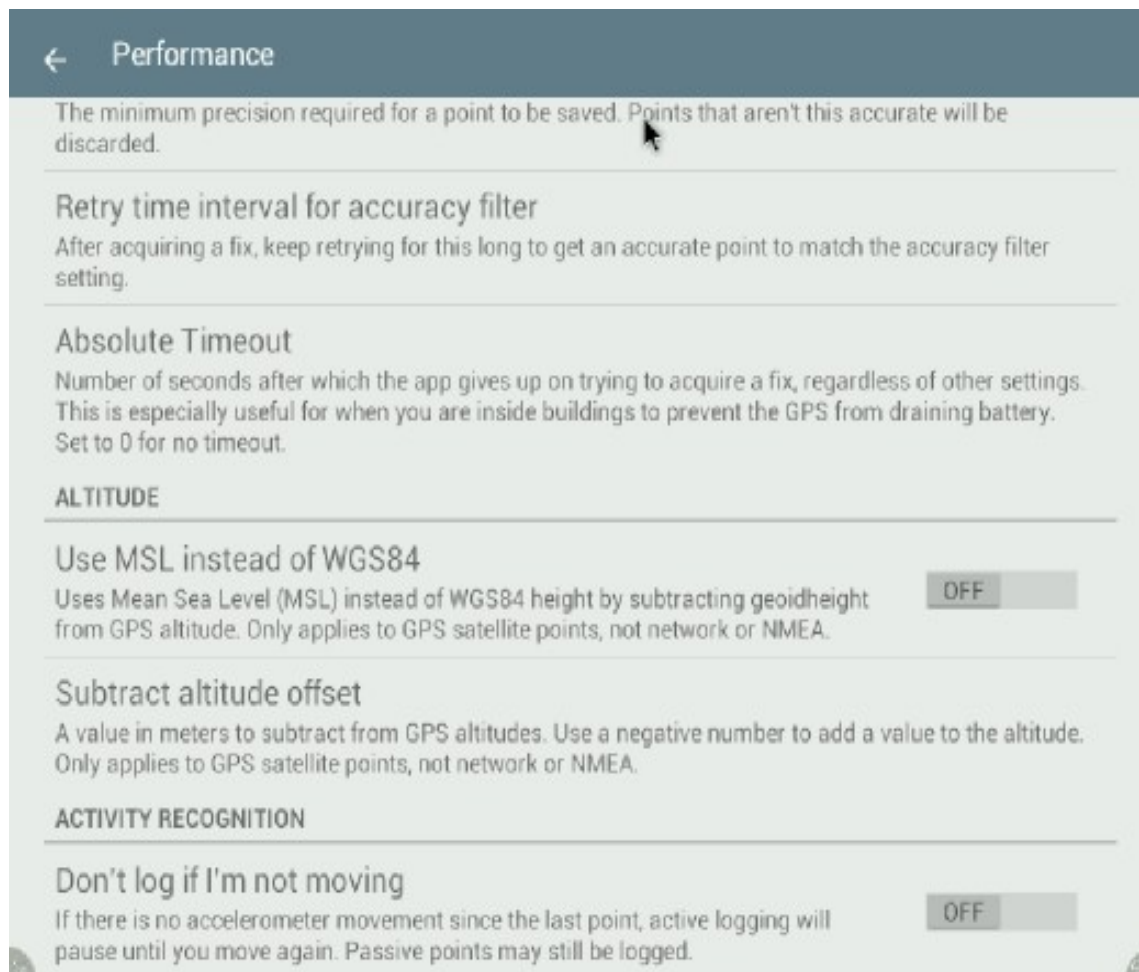 Performance
The minimum precision required for a point to be saved. Points that aren't this accurate will be
discarded.
Retry time interval for accuracy filter
After acquiring a fix, keep retrying for this long to get an accurate point to match the accuracy filter
setting.
Absolute Timeout
Number of seconds after which the app gives up on trying to acquire a fix, regardless of other settings.
This is especially useful for when you are inside buildings to prevent the GPS from draining battery.
Set to 0 for no timeout.
ALTITUDE
Use MSL instead of WGS84
Uses Mean Sea Level (MSL) instead of WGS84 height by subtracting geoidheight
from GPS altitude. Only applies to GPS satellite points, not network or NMEA.
OFF
Subtract altitude offset
A value in meters to subtract from GPS altitudes. Use a negative number to add a value to the altitude.
Only applies to GPS satellite points, not network or NMEA.
ACTIVITY RECOGNITION
Don't log if I'm not moving
If there is no accelerometer movement since the last point, active logging will
pause until you move again. Passive points may still be logged.
OFF